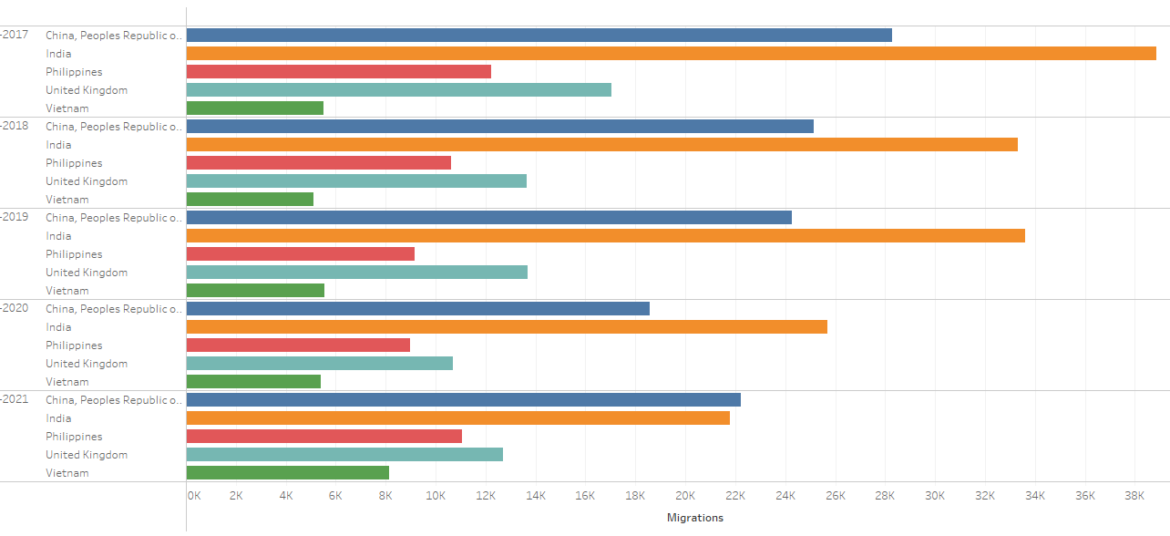 -2017 China, Peoples Republic o..
India
Philippines
United Kingdom
Vietnam
-2018 China, Peoples Republic o..
India
Philippines
United Kingdom
Vietnam
-2019 China, Peoples Republic o..
India
Philippines
United Kingdom
Vietnam
-2020 China, Peoples Republic o..
India
Philippines
United Kingdom
Vietnam
-2021 China, Peoples Republic o..
India
Philippines
United Kingdom
Vietnam
0K 2K 4K 6K 8K 10K 12K 14K 16K 18K 20K 22K 24K 26K 28K 30K 32K 34K 36K 38K
Migrations